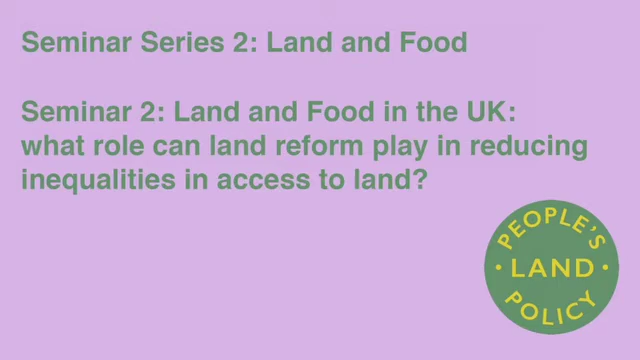 Seminar Series 2: Land and Food
Seminar 2: Land and Food in the UK:
what role can land reform play in reducing
inequalities in access to land?
PEOPLE'S
• LAND •
POLICY